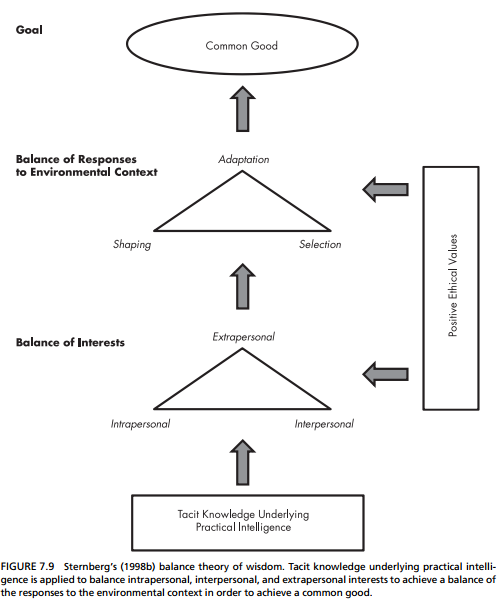 Goal
Common Good
Balance of Responses
to Environmental Context
Adaptation
Shaping
Selection
Positive Ethical Values
Balance of Interests
Extrapersonal
Intrapersonal
Interpersonal
Tacit Knowledge Underlying
Practical Intelligence
FIGURE 7.9 Sternberg's (1998b) balance theory of wisdom. Tacit knowledge underlying practical intelli-
gence is applied to balance intrapersonal, interpersonal, and extrapersonal interests to achieve a balance of
the responses to the environmental context in order to achieve a common good.